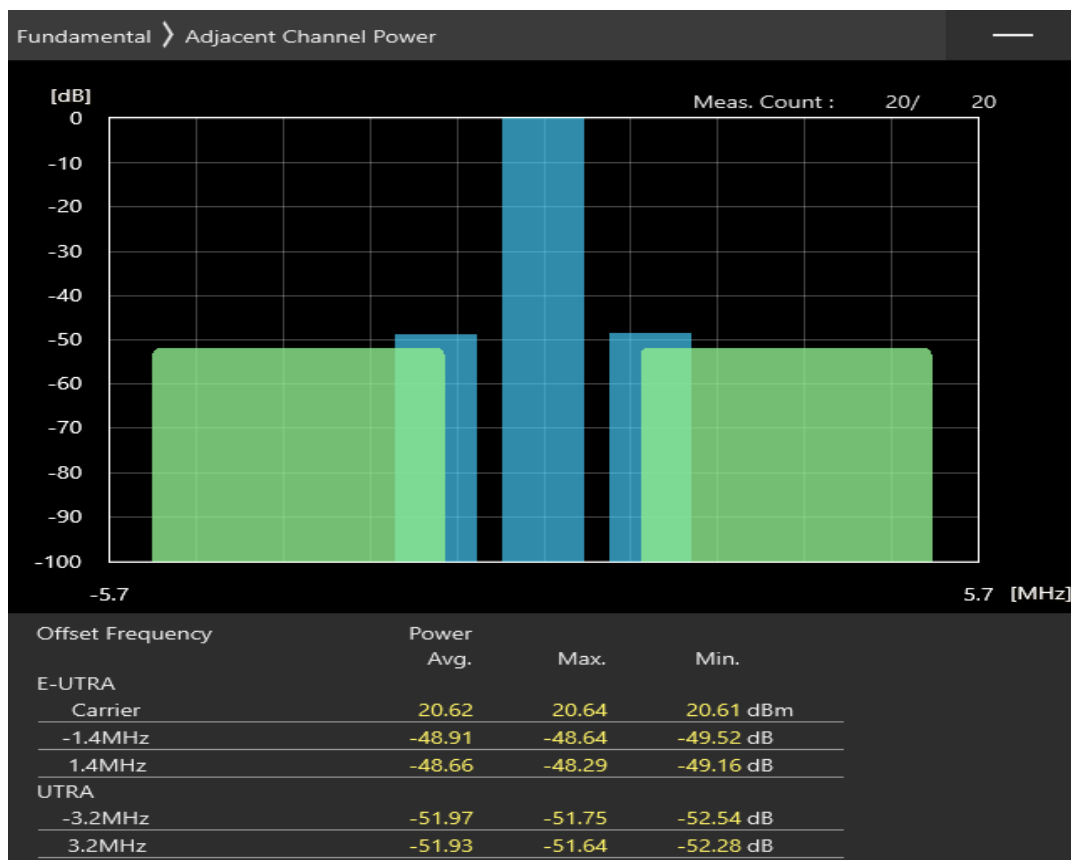 Fundamental 〉 Adjacent Channel Power
[dB]
Meas. Count : 20/ 20
0
-10
-20
-30
-40
-50
-60
-70
-80
-90
-100
-5.7 5.7 [MHz]
Offset Frequency Power
Avg. Max. Min.
E-UTRA
Carrier 20.62 20.64 20.61 dBm
-1.4MHz -48.91 -48.64 -49.52 dB
1.4MHz -48.66 -48.29 -49.16 dB
UTRA
-3.2MHz -51.97 -51.75 -52.54 dB
3.2MHz -51.93 -51.64 -52.28 dB